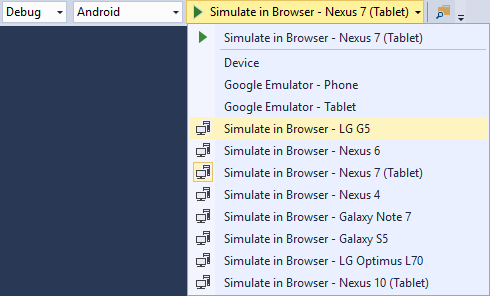 Debug Android Simulate in Browser - Nexus 7 (Tablet)
Simulate in Browser - Nexus 7 (Tablet)
Device
Google Emulator - Phone
Google Emulator - Tablet
Simulate in Browser - LG G5
Simulate in Browser - Nexus 6
Simulate in Browser - Nexus 7 (Tablet)
Simulate in Browser - Nexus 4
Simulate in Browser - Galaxy Note 7
Simulate in Browser - Galaxy S5
Simulate in Browser - LG Optimus L70
Simulate in Browser - Nexus 10 (Tablet)